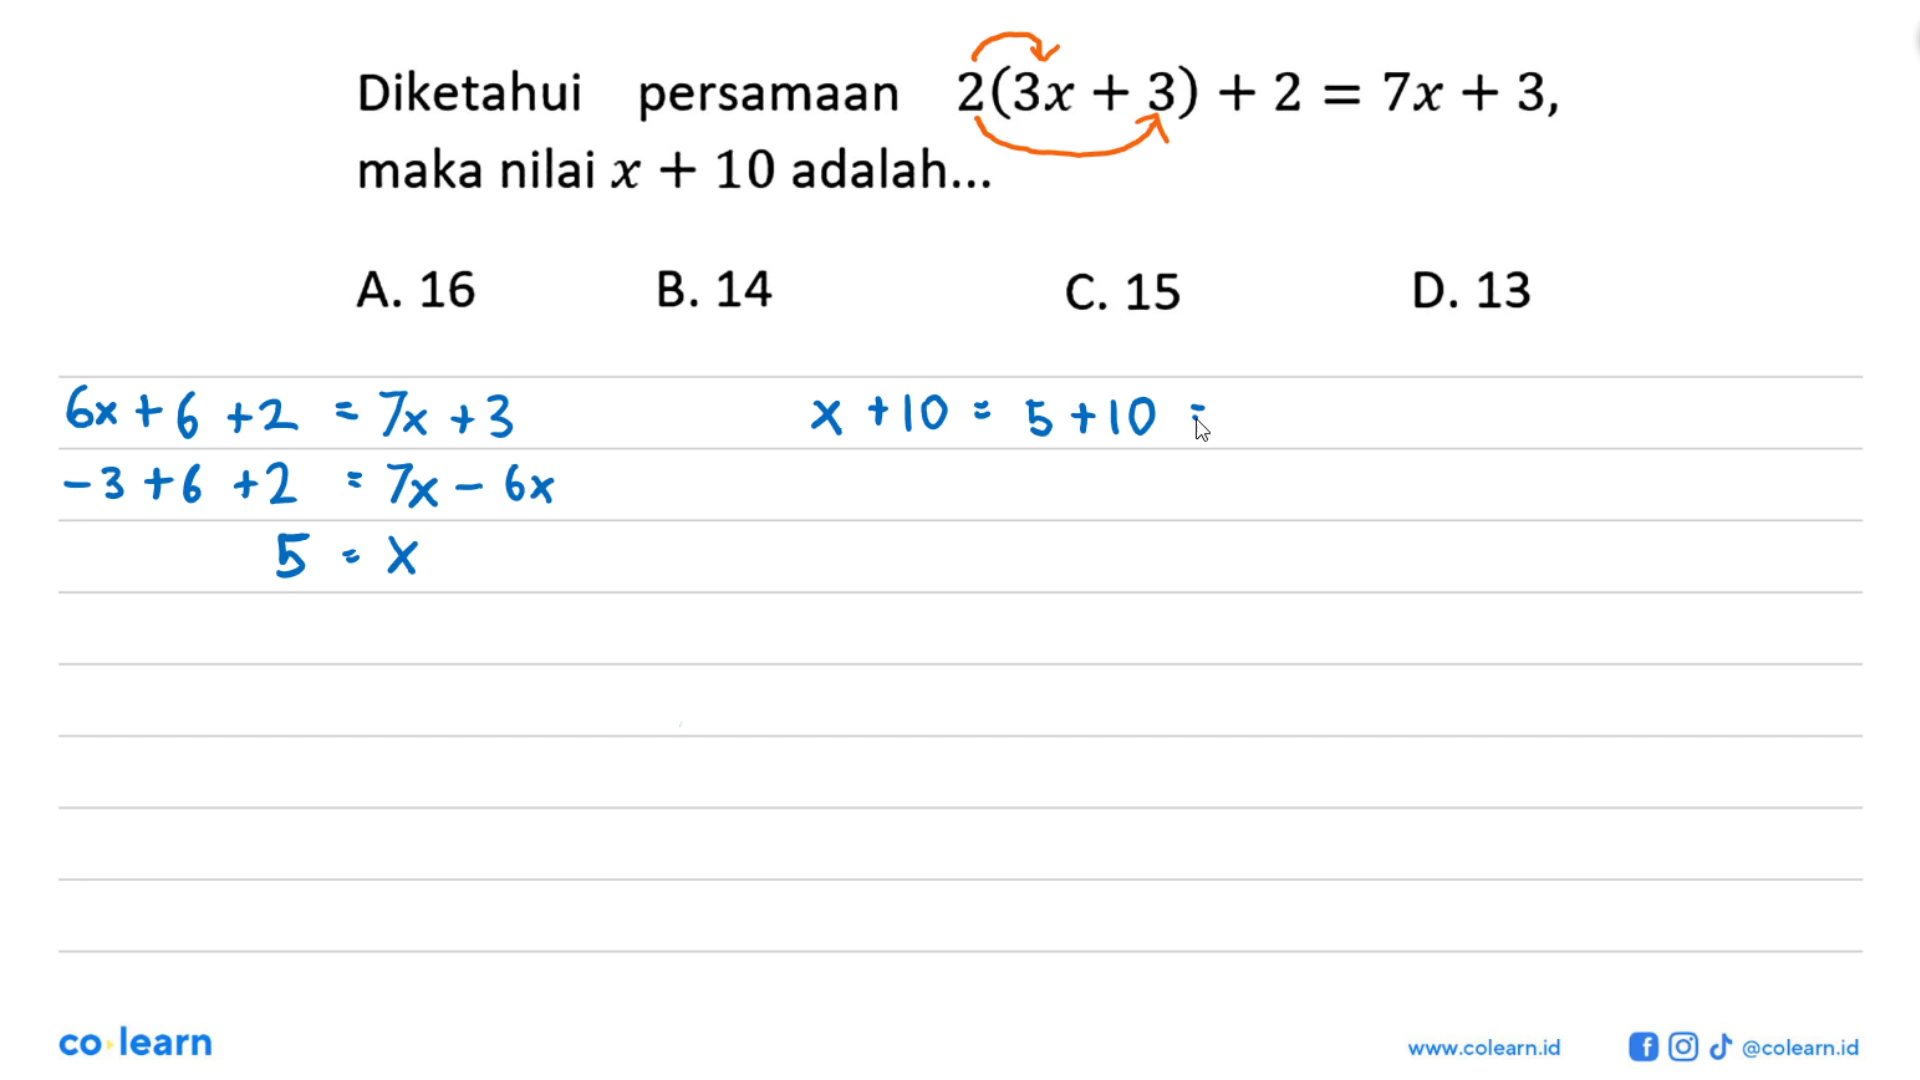 Diketahui persamaan 2(3x + 3) + 2 = 7x + 3,
maka nilai x + 10 adalah...
A. 16 B. 14 C. 15 D. 13
6x + 6 + 2 = 7x + 3
-3 + 6 + 2 = 7x - 6x
5 = x
x + 10 = 5 + 10 =
co learn
www.colearn.id @colearn.id